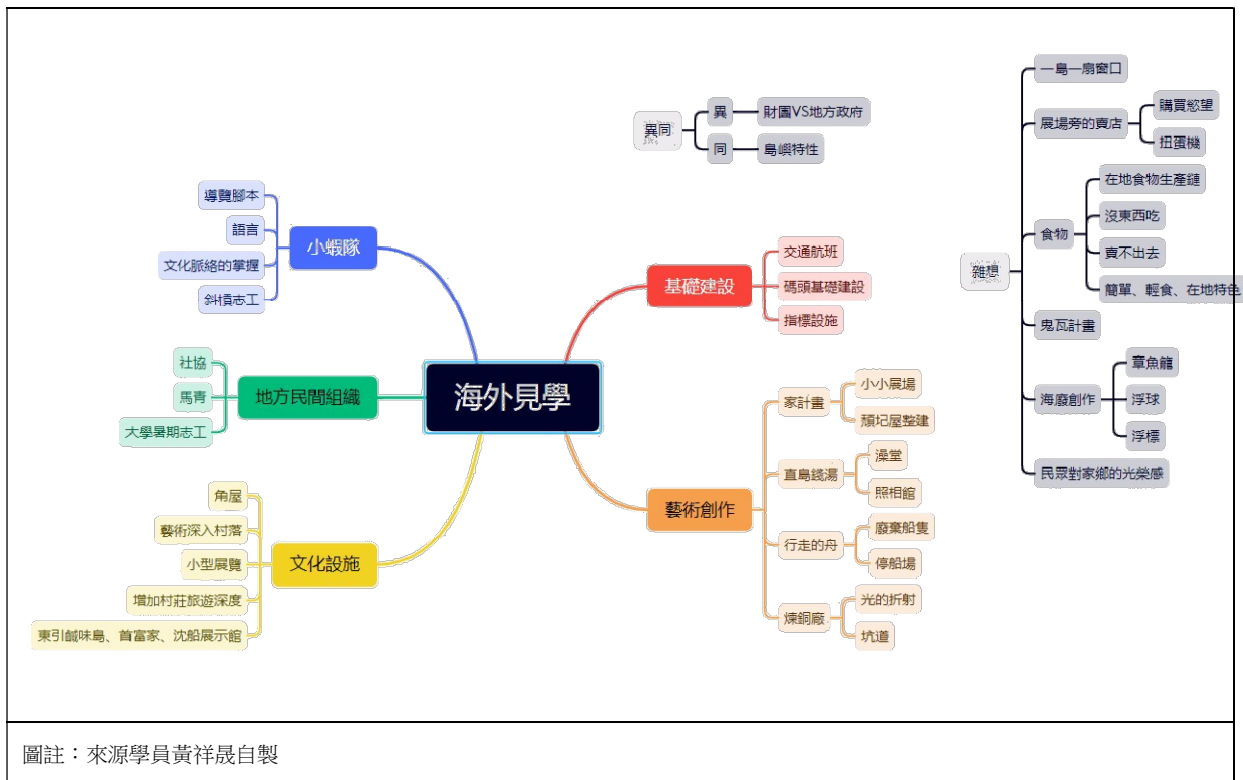 海外見學
小蝦隊
導覽腳本
語言
文化脈絡的掌握
斜槓志工
地方民間組織
社協
馬青
大學暑期志工
文化設施
角屋
藝術深入村落
小型展覽
增加村莊旅遊深度
東引鹹味島、首富家、沈船展示館
異同
異
財團VS地方政府
同
島嶼特性
基礎建設
交通航班
碼頭基礎建設
指標設施
藝術創作
家計畫
小小展場
頹圮屋整建
直島錢湯
澡堂
照相館
行走的舟
廢棄船隻
停船場
煉銅廠
光的折射
坑道
雜想
一島一扇窗口
展場旁的賣店
購買慾望
扭蛋機
食物
在地食物生產鏈
沒東西吃
賣不出去
簡單、輕食、在地特色
鬼瓦計畫
海廢創作
章魚籠
浮球
浮標
民眾對家鄉的光榮感
圖註：來源學員黃祥晟自製